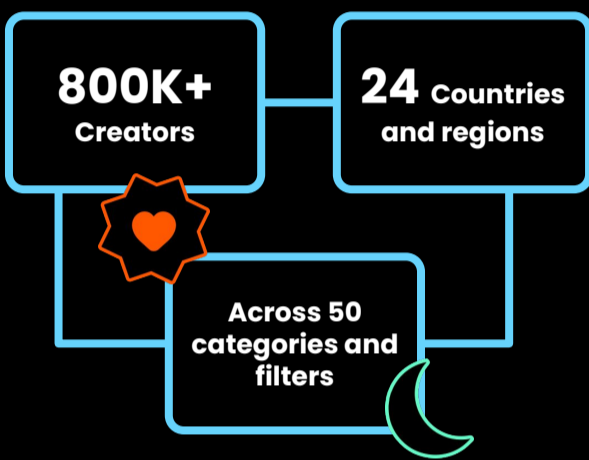 800K+
Creators
24 Countries
and regions
Across 50
categories and
filters